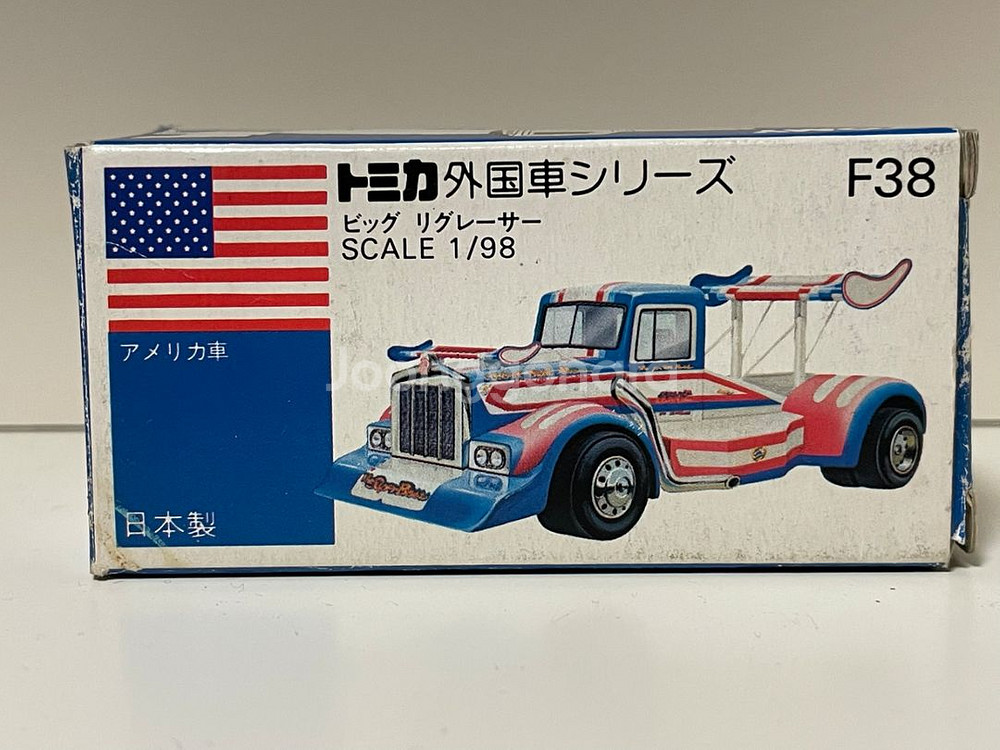 トミカ外国車シリーズ F38
ビッグ リグレーサー
SCALE 1/98
アメリカ車
Joonggonara
日本製